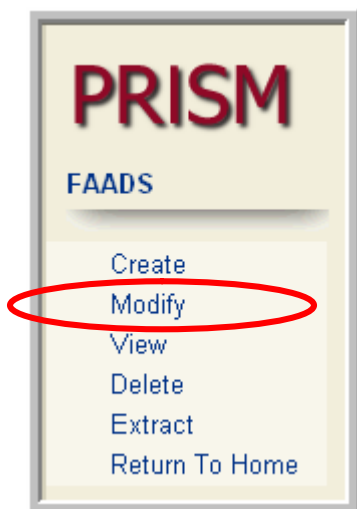 PRISM
FAADS
Create
Modify
View
Delete
Extract
Return To Home